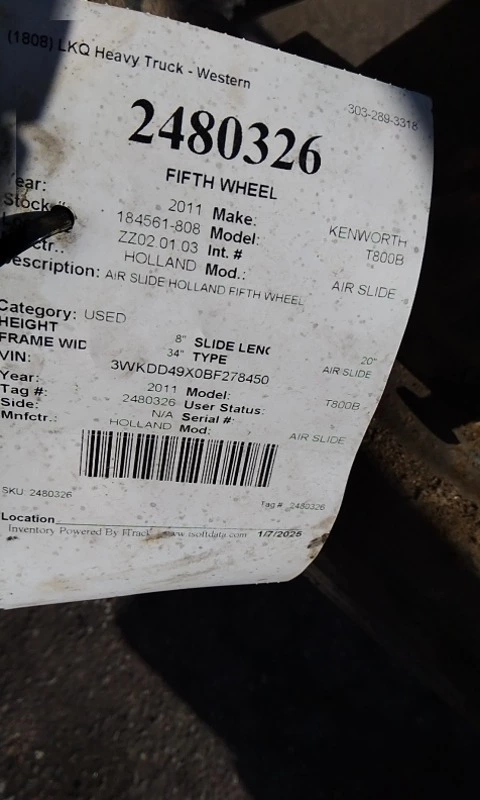 (1808) LKQ Heavy Truck - Western
303-289-3318
2480326
FIFTH WHEEL
ear: 2011 Make: KENWORTH
Stock #: 184561-808 Model: T800B
ZZ02.01.03 Int. #
ctr.: HOLLAND Mod.: AIR SLIDE
escription: AIR SLIDE HOLLAND FIFTH WHEEL
Category: USED
HEIGHT 8" SLIDE LENG 20"
FRAME WID 34" TYPE AIR SLIDE
VIN: 3WKDD49X0BF278450
Year: 2011 Model: T800B
Tag #: 2480326 User Status:
Side: N/A Serial #:
Mnfctr.: HOLLAND Mod: AIR SLIDE
SKU: 2480326
Tag # 2480326
Location
Inventory Powered By ITrack www.isoftdata.com 1/7/2025